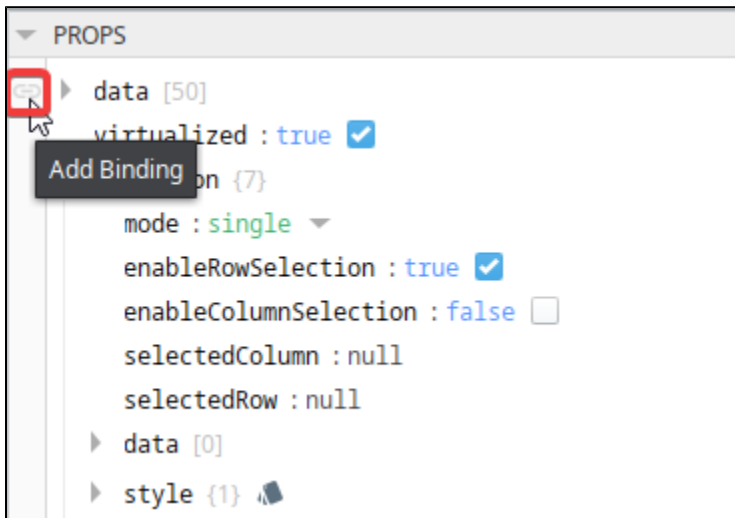 PROPS
data [50]
virtualized : true
Add Binding
on {7}
mode : single
enableRowSelection : true
enableColumnSelection : false
selectedColumn : null
selectedRow : null
data [0]
style {1}